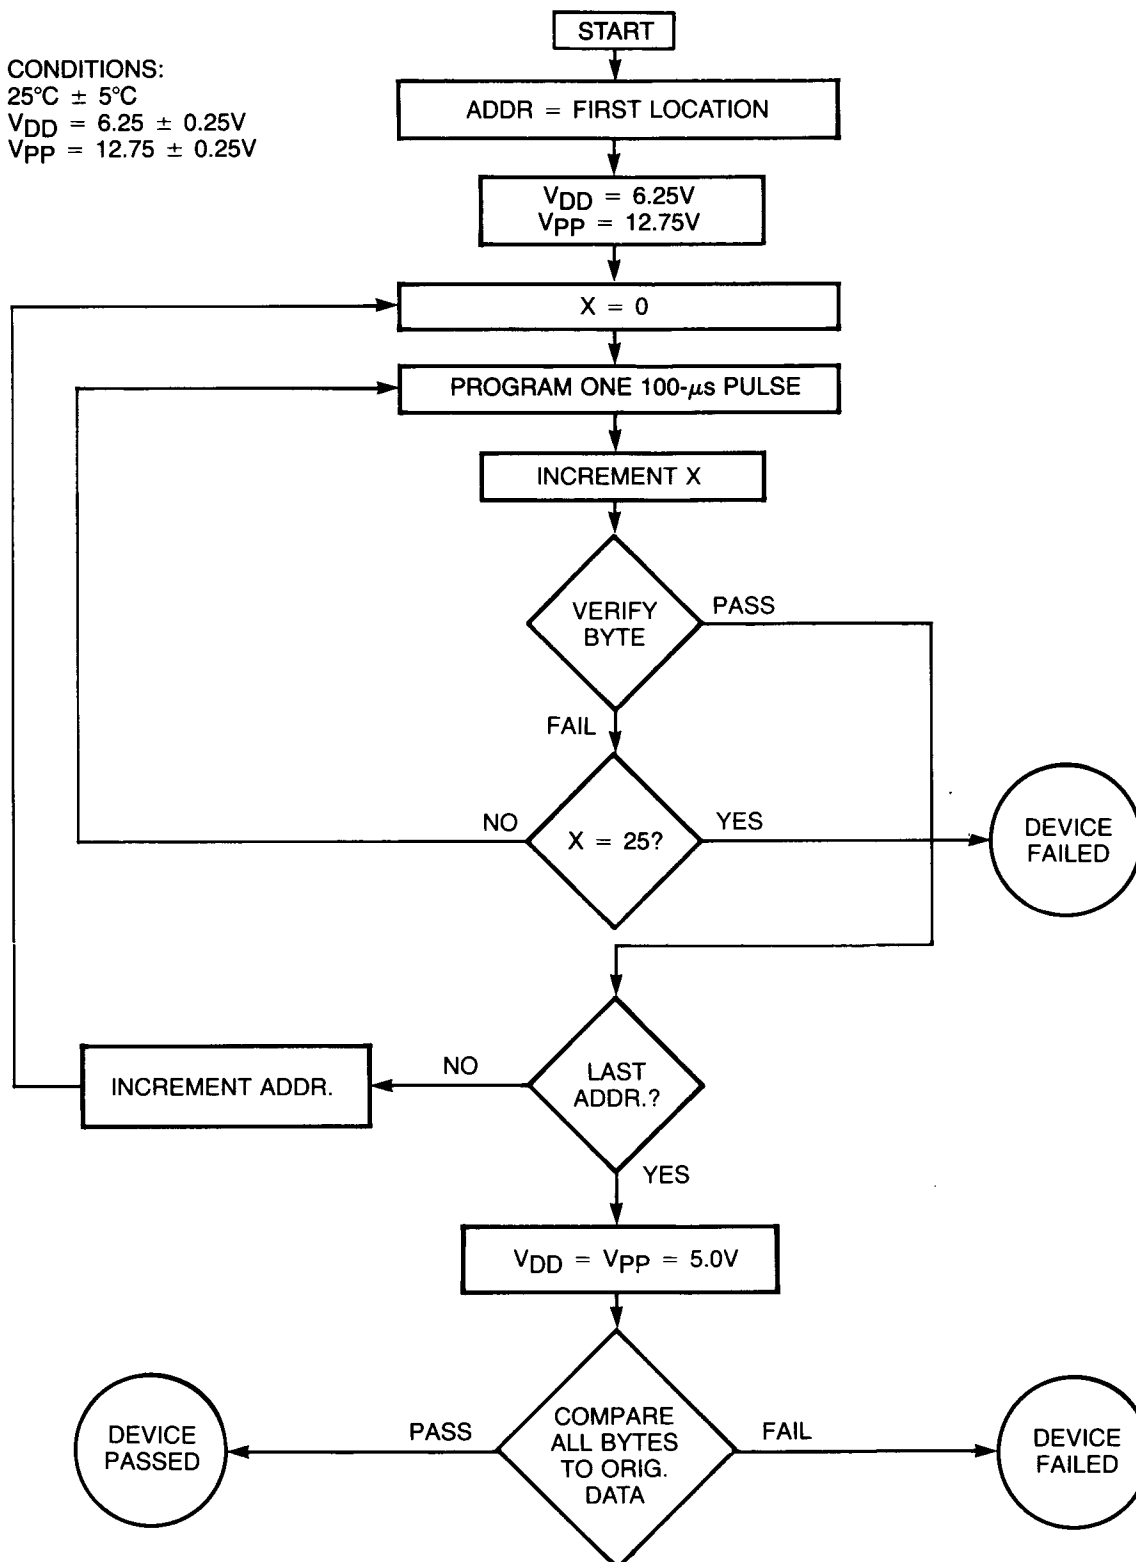 START
CONDITIONS:
25°C ± 5°C
VDD = 6.25 ± 0.25V
VPP = 12.75 ± 0.25V
ADDR = FIRST LOCATION
VDD = 6.25V
VPP = 12.75V
X = 0
PROGRAM ONE 100-μs PULSE
INCREMENT X
VERIFY
BYTE
PASS
FAIL
X = 25?
NO
YES
DEVICE
FAILED
LAST
ADDR.?
NO
INCREMENT ADDR.
YES
VDD = VPP = 5.0V
COMPARE
ALL BYTES
TO ORIG.
DATA
PASS
DEVICE
PASSED
FAIL
DEVICE
FAILED